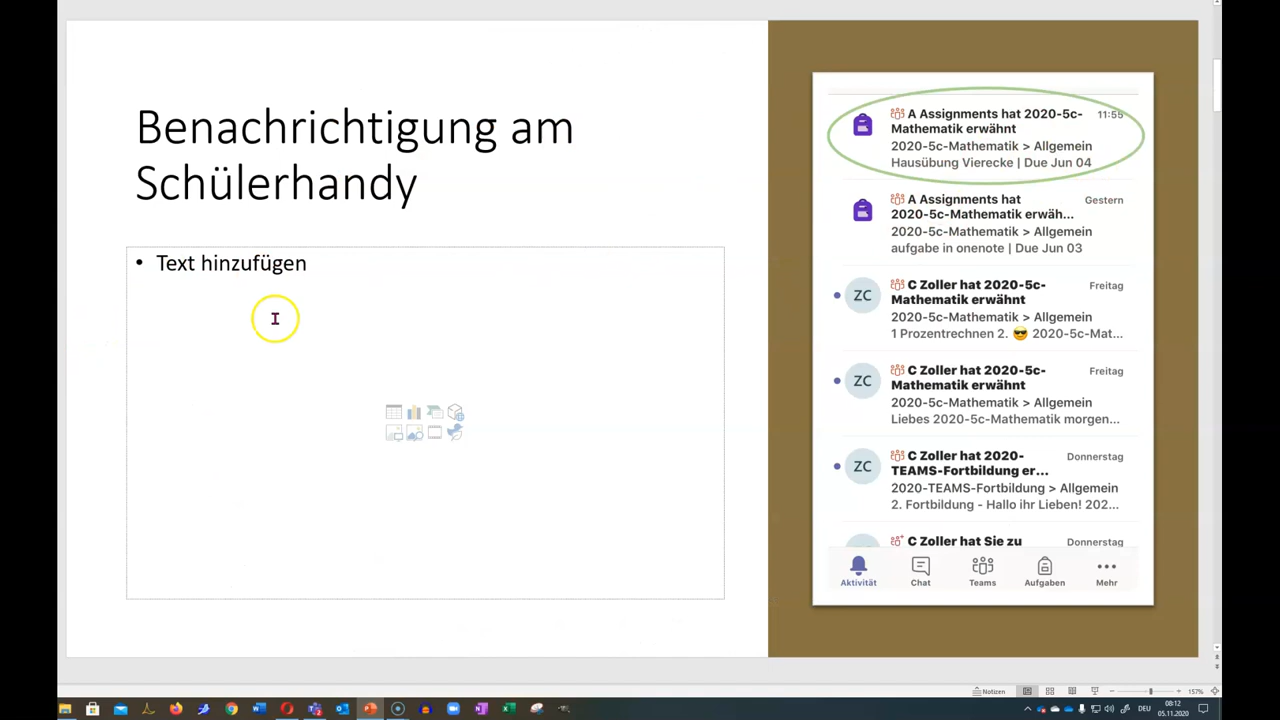 Benachrichtigung am
Schülerhandy
• Text hinzufügen
A Assignments hat 2020-5c-
Mathematik erwähnt
11:55
2020-5c-Mathematik > Allgemein
Hausübung Vierecke | Due Jun 04
A Assignments hat
Gestern
2020-5c-Mathematik erwäh...
2020-5c-Mathematik > Allgemein
aufgabe in onenote | Due Jun 03
ZC
C Zoller hat 2020-5c-
Freitag
Mathematik erwähnt
2020-5c-Mathematik > Allgemein
1 Prozentrechnen 2. 😎 2020-5c-Mat...
ZC
C Zoller hat 2020-5c-
Freitag
Mathematik erwähnt
2020-5c-Mathematik > Allgemein
Liebes 2020-5c-Mathematik morgen...
ZC
C Zoller hat 2020-
Donnerstag
TEAMS-Fortbildung er...
2020-TEAMS-Fortbildung > Allgemein
2. Fortbildung - Hallo ihr Lieben! 202...
C Zoller hat Sie zu
Donnerstag
Aktivität
Chat
Teams
Aufgaben
Mehr
Notizen
157%
DEU
08:12
05.11.2020